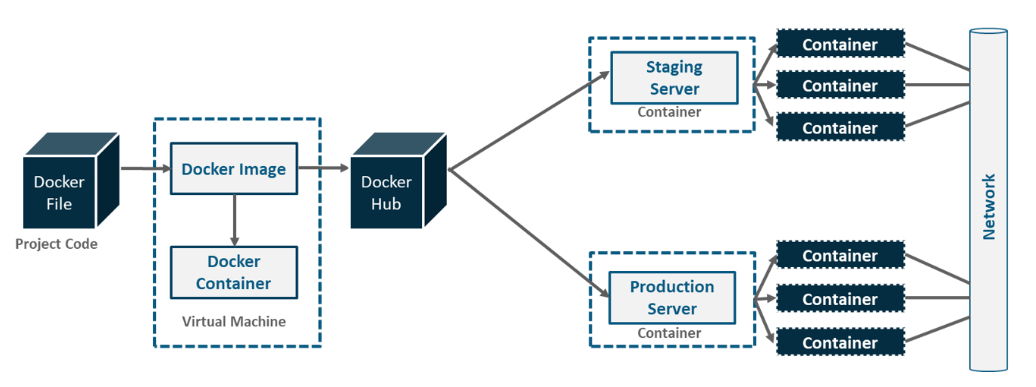 Docker
File
Project Code
Docker Image
Docker
Container
Virtual Machine
Docker
Hub
Staging
Server
Container
Container
Container
Container
Production
Server
Container
Container
Container
Container
Network